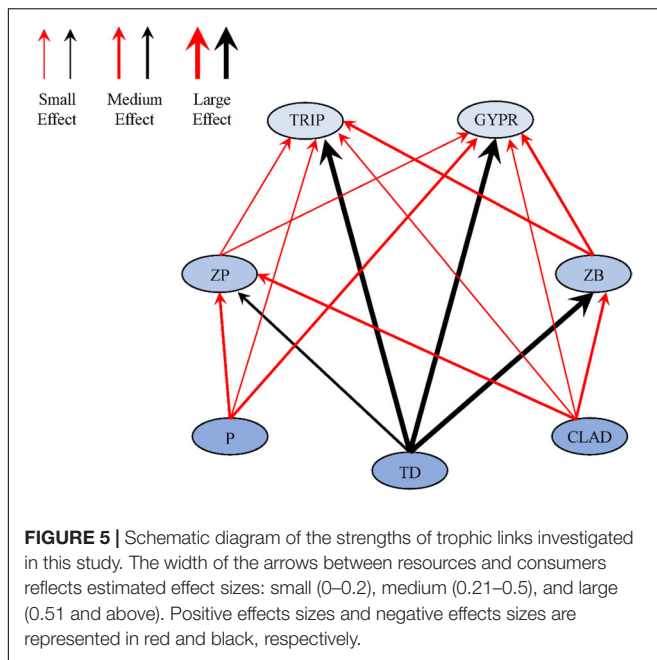 Small Effect
Medium Effect
Large Effect
TRIP
GYPR
ZP
ZB
P
CLAD
TD
FIGURE 5 | Schematic diagram of the strengths of trophic links investigated
in this study. The width of the arrows between resources and consumers
reflects estimated effect sizes: small (0–0.2), medium (0.21–0.5), and large
(0.51 and above). Positive effects sizes and negative effects sizes are
represented in red and black, respectively.